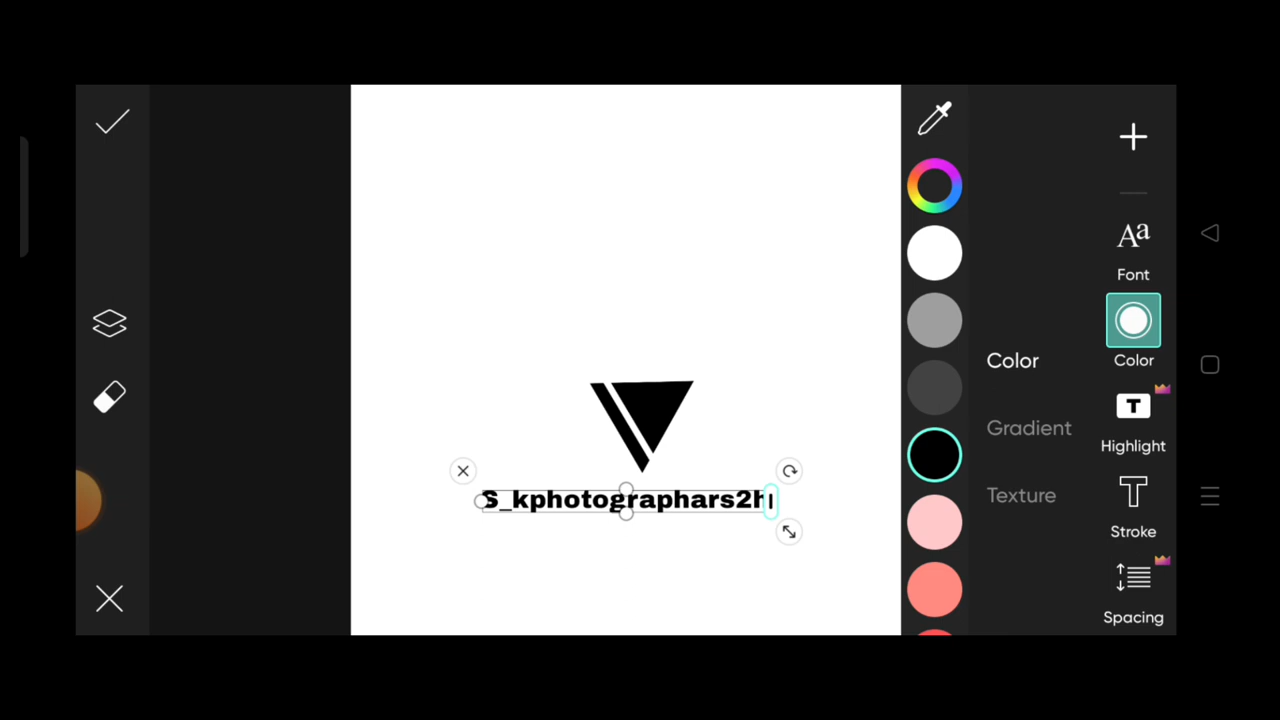 Font
Color
Color
Highlight
Gradient
Texture
Stroke
Spacing
S_kphotographars2h